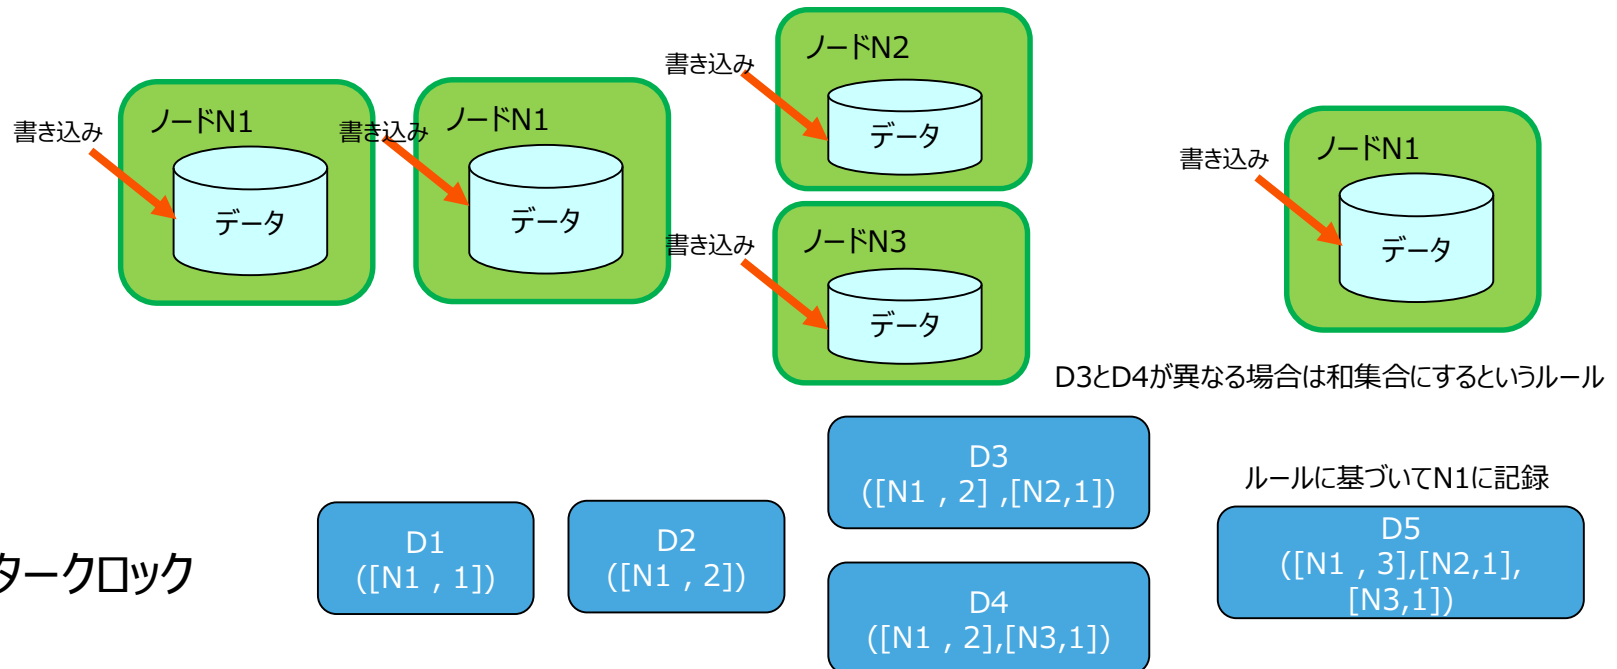 書き込み
ノードN1
データ
書き込み
ノードN1
データ
書き込み
ノードN2
データ
書き込み
ノードN3
データ
書き込み
ノードN1
データ
D3とD4が異なる場合は和集合にするというルール
ルールに基づいてN1に記録
タークロック
D1
([N1 , 1])
D2
([N1 , 2])
D3
([N1 , 2] ,[N2,1])
D4
([N1 , 2],[N3,1])
D5
([N1 , 3],[N2,1],
[N3,1])